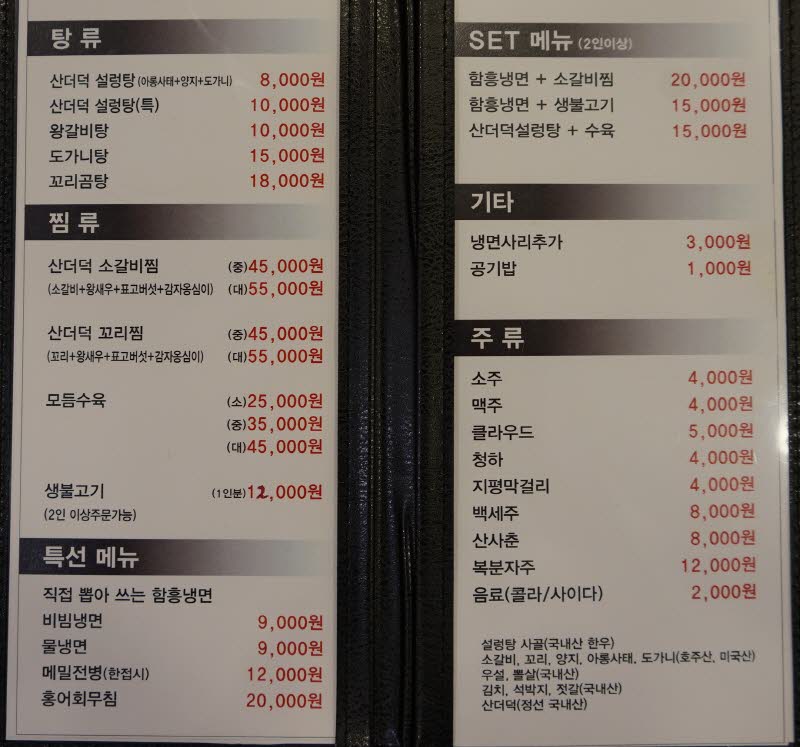 탕 류
산더덕 설렁탕(아롱사태+양지+도가니) 8,000원
산더덕 설렁탕(특) 10,000원
왕갈비탕 10,000원
도가니탕 15,000원
꼬리곰탕 18,000원
찜 류
산더덕 소갈비찜 (중)45,000원
(소갈비+왕새우+표고버섯+감자옹심이) (대)55,000원
산더덕 꼬리찜 (중)45,000원
(꼬리+왕새우+표고버섯+감자옹심이) (대)55,000원
모듬수육 (소)25,000원
(중)35,000원
(대)45,000원
생불고기 (1인분)12,000원
(2인 이상주문가능)
특선 메뉴
직접 뽑아 쓰는 함흥냉면
비빔냉면 9,000원
물냉면 9,000원
메밀전병(한접시) 12,000원
홍어회무침 20,000원
SET 메뉴 (2인이상)
함흥냉면 + 소갈비찜 20,000원
함흥냉면 + 생불고기 15,000원
산더덕설렁탕 + 수육 15,000원
기타
냉면사리추가 3,000원
공기밥 1,000원
주 류
소주 4,000원
맥주 4,000원
클라우드 5,000원
청하 4,000원
지평막걸리 4,000원
백세주 8,000원
산사춘 8,000원
복분자주 12,000원
음료(콜라/사이다) 2,000원
설렁탕 사골(국내산 한우)
소갈비, 꼬리, 양지, 아롱사태, 도가니(호주산, 미국산)
우설, 뽈살(국내산)
김치, 석박지, 젓갈(국내산)
산더덕(정선 국내산)